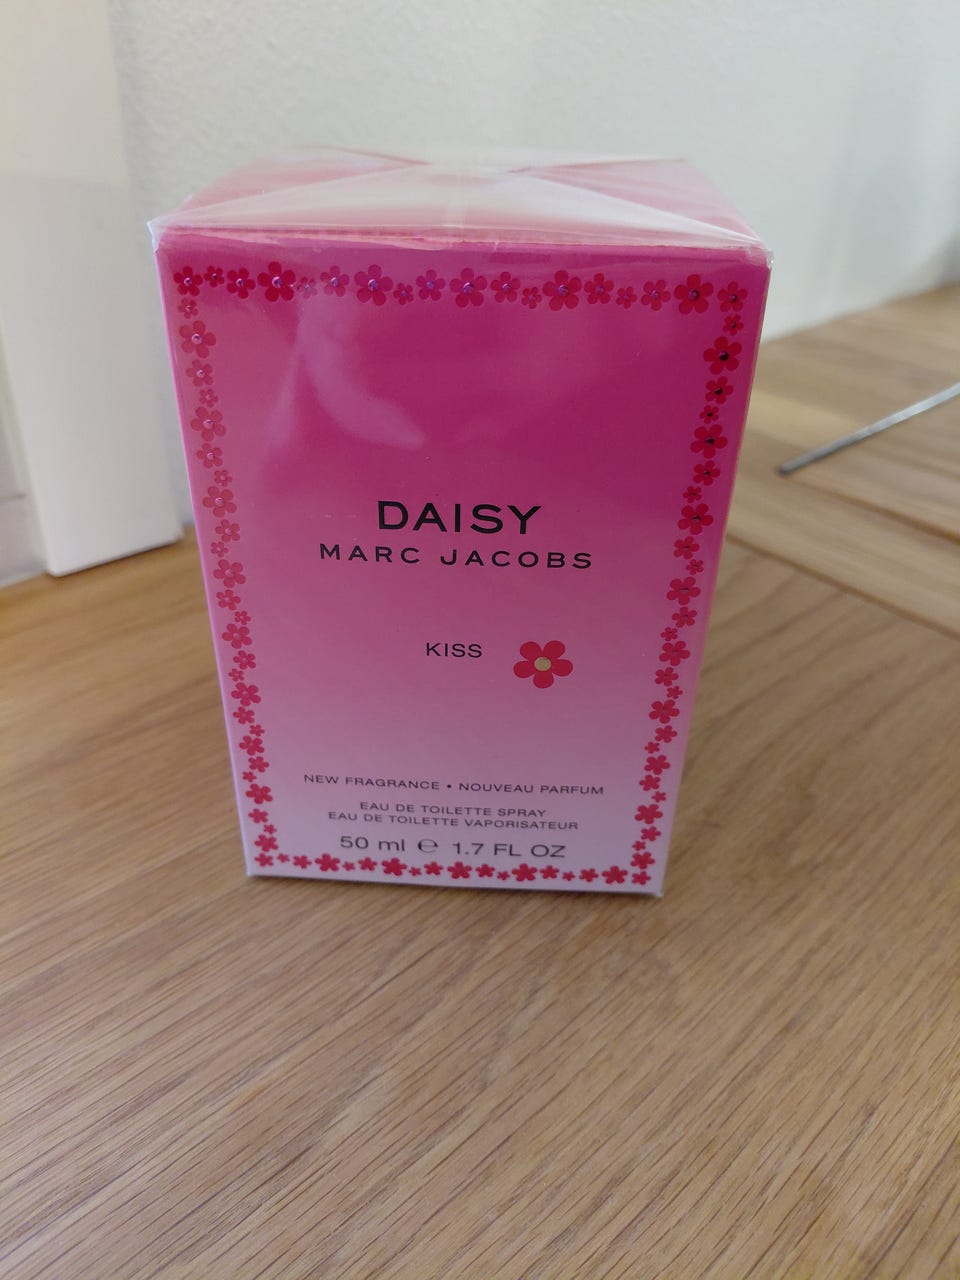 DAISY
MARC JACOBS
KISS
NEW FRAGRANCE • NOUVEAU PARFUM
EAU DE TOILETTE SPRAY
EAU DE TOILETTE VAPORISATEUR
50 ml ℮ 1.7 FL OZ